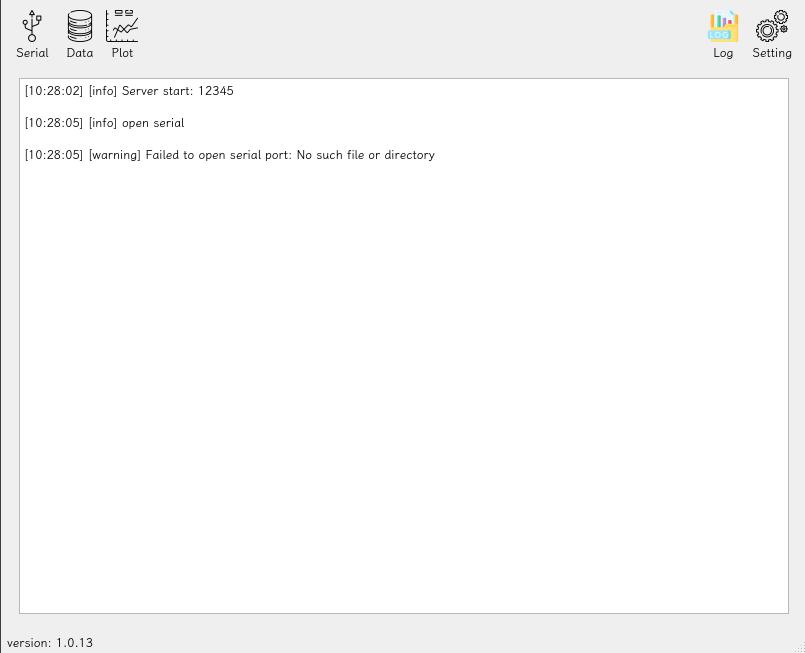 Serial Data Plot Log Setting
[10:28:02] [info] Server start: 12345
[10:28:05] [info] open serial
[10:28:05] [warning] Failed to open serial port: No such file or directory
version: 1.0.13